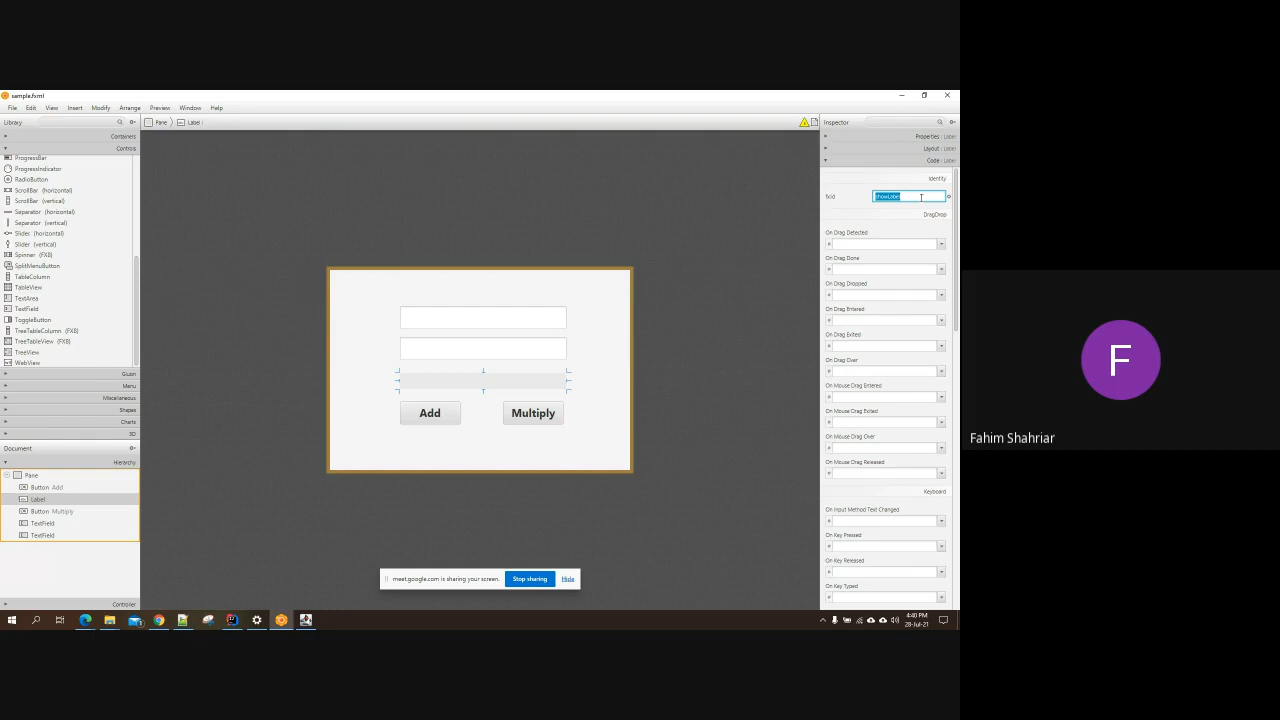 sample.fxml
File Edit View Insert Modify Arrange Preview Window Help
Library
Pane Label
Inspector
Containers
Controls
ProgressBar
ProgressIndicator
RadioButton
ScrollBar (horizontal)
ScrollBar (vertical)
Separator (horizontal)
Separator (vertical)
Slider (horizontal)
Slider (vertical)
Spinner (FX8)
SplitMenuButton
TableColumn
TableView
TextArea
TextField
ToggleButton
TreeTableColumn (FX8)
TreeTableView (FX8)
TreeView
WebView
Gluon
Menu
Miscellaneous
Shapes
Charts
3D
Document
Hierarchy
Pane
Button Add
Label
Button Multiply
TextField
TextField
Controller
Add
Multiply
meet.google.com is sharing your screen.
Stop sharing
Hide
Properties : Label
Layout : Label
Code : Label
Identity
fx:id
showLabel
DragDrop
On Drag Detected
#
On Drag Done
#
On Drag Dropped
#
On Drag Entered
#
On Drag Exited
#
On Drag Over
#
On Mouse Drag Entered
#
On Mouse Drag Exited
#
On Mouse Drag Over
#
On Mouse Drag Released
#
Keyboard
On Input Method Text Changed
#
On Key Pressed
#
On Key Released
#
On Key Typed
#
4:40 PM
28-Jul-21
F
Fahim Shahriar